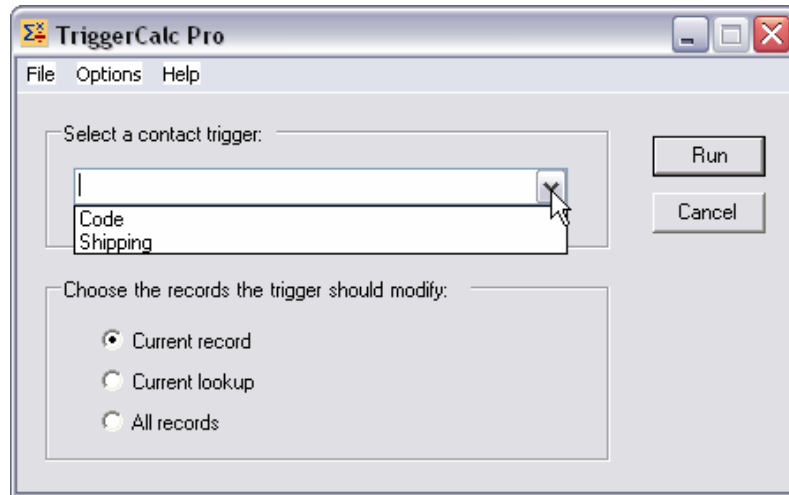 TriggerCalc Pro
File Options Help
Select a contact trigger:
Run
Code
Cancel
Shipping
Choose the records the trigger should modify:
Current record
Current lookup
All records